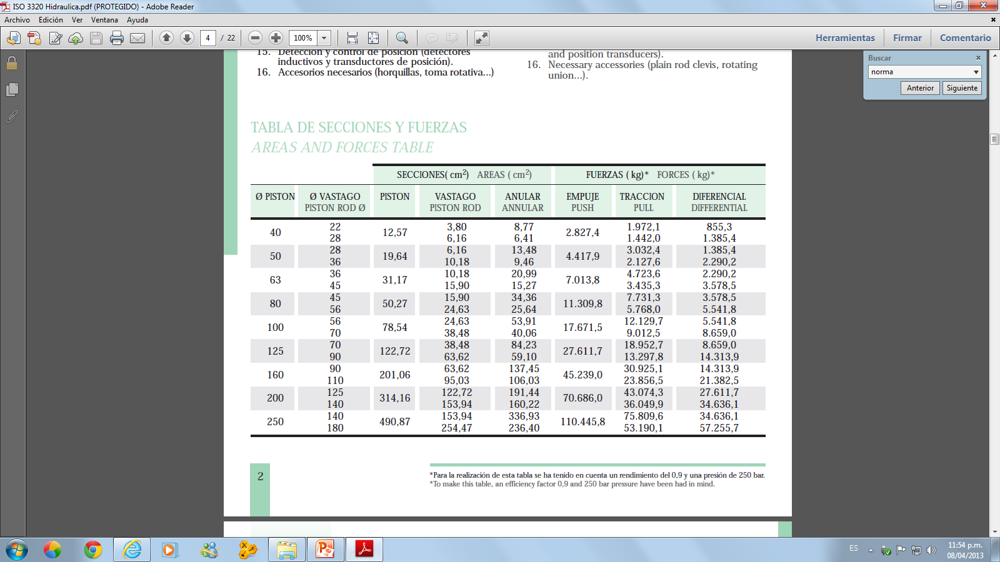 ISO 3320 Hidraulica.pdf (PROTEGIDO) - Adobe Reader
Archivo Edición Ver Ventana Ayuda
4 / 22 100% Herramientas Firmar Comentario
Buscar
norma
Anterior Siguiente
15. Detección y control de posición (detectores
inductivos y transductores de posición).
16. Accesorios necesarios (horquillas, toma rotativa...)
and position transducers).
16. Necessary accessories (plain rod clevis, rotating
union...).
TABLA DE SECCIONES Y FUERZAS
AREAS AND FORCES TABLE
SECCIONES( cm²) AREAS ( cm²) FUERZAS ( kg)* FORCES ( kg)*
Ø PISTON Ø VASTAGO PISTON VASTAGO ANULAR EMPUJE TRACCION DIFERENCIAL
PISTON ROD Ø PISTON ROD ANNULAR PUSH PULL DIFFERENTIAL
22 3,80 8,77 1.972,1 855,3
40 12,57 2.827,4
28 6,16 6,41 1.442,0 1.385,4
28 6,16 13,48 3.032,4 1.385,4
50 19,64 4.417,9
36 10,18 9,46 2.127,6 2.290,2
36 10,18 20,99 4.723,6 2.290,2
63 31,17 7.013,8
45 15,90 15,27 3.435,3 3.578,5
45 15,90 34,36 7.731,3 3.578,5
80 50,27 11.309,8
56 24,63 25,64 5.768,0 5.541,8
56 24,63 53,91 12.129,7 5.541,8
100 78,54 17.671,5
70 38,48 40,06 9.012,5 8.659,0
70 38,48 84,23 18.952,7 8.659,0
125 122,72 27.611,7
90 63,62 59,10 13.297,8 14.313,9
90 63,62 137,45 30.925,1 14.313,9
160 201,06 45.239,0
110 95,03 106,03 23.856,5 21.382,5
125 122,72 191,44 43.074,3 27.611,7
200 314,16 70.686,0
140 153,94 160,22 36.049,9 34.636,1
140 153,94 336,93 75.809,6 34.636,1
250 490,87 110.445,8
180 254,47 236,40 53.190,1 57.255,7
2
*Para la realización de esta tabla se ha tenido en cuenta un rendimiento del 0,9 y una presión de 250 bar.
*To make this table, an efficiency factor 0,9 and 250 bar pressure have been had in mind.
ES
11:54 p.m.
08/04/2013